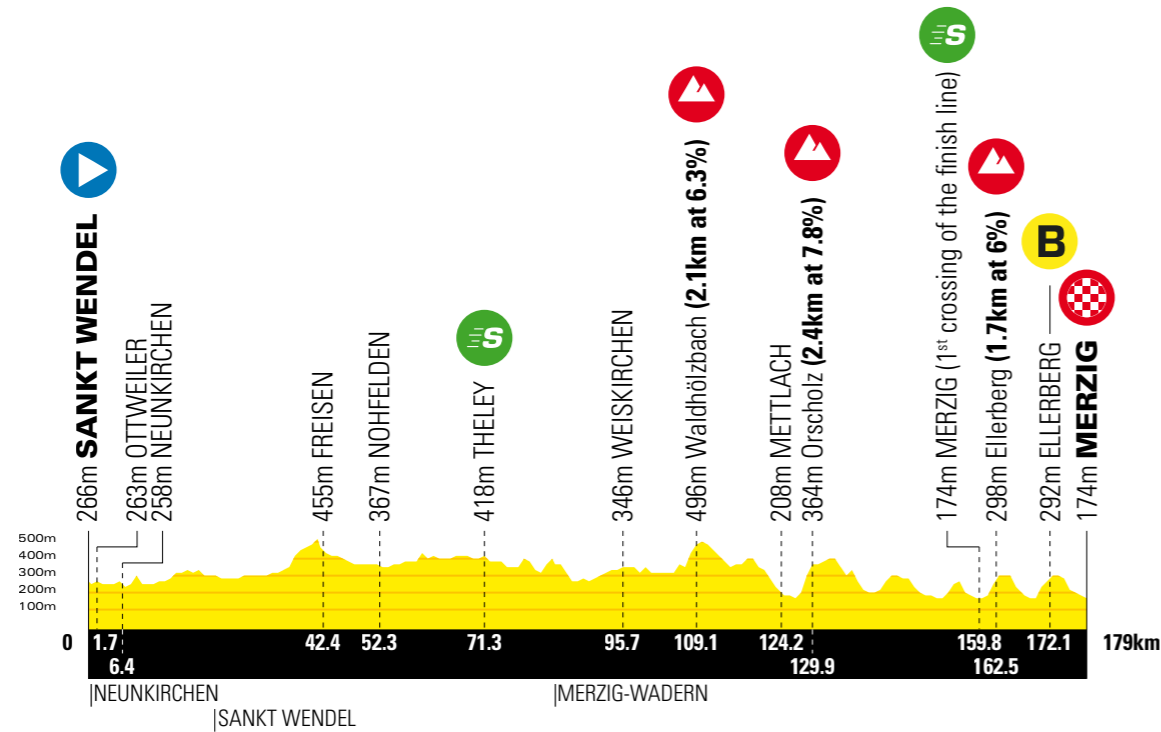 266m SANKT WENDEL
263m OTTWEILER
258m NEUNKIRCHEN
455m FREISEN
367m NOHFELDEN
S
418m THELEY
346m WEISKIRCHEN
496m Waldhölzbach (2.1km at 6.3%)
208m METTLACH
364m Orscholz (2.4km at 7.8%)
S
174m MERZIG (1st crossing of the finish line)
298m Ellerberg (1.7km at 6%)
B
292m ELLERBERG
174m MERZIG
500m
400m
300m
200m
100m
0 1.7 42.4 52.3 71.3 95.7 109.1 124.2 159.8 172.1 179km
6.4 129.9 162.5
|NEUNKIRCHEN |MERZIG-WADERN
|SANKT WENDEL